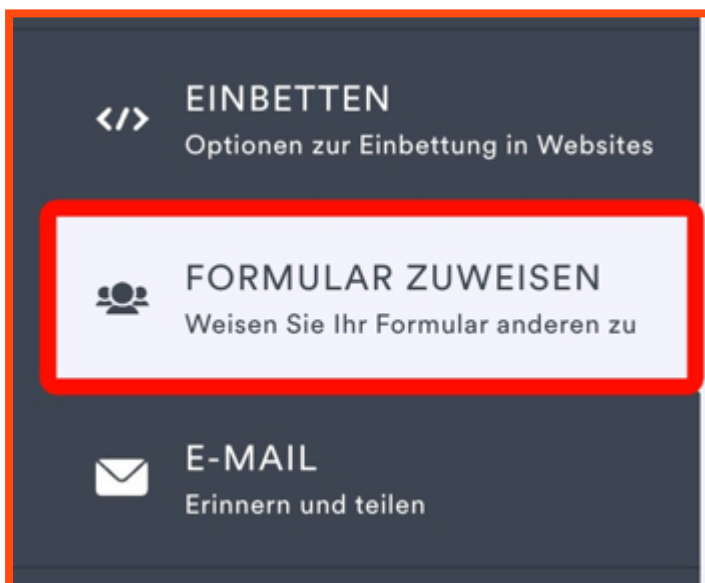 EINBETTEN
Optionen zur Einbettung in Websites
FORMULAR ZUWEISEN
Weisen Sie Ihr Formular anderen zu
E-MAIL
Erinnern und teilen